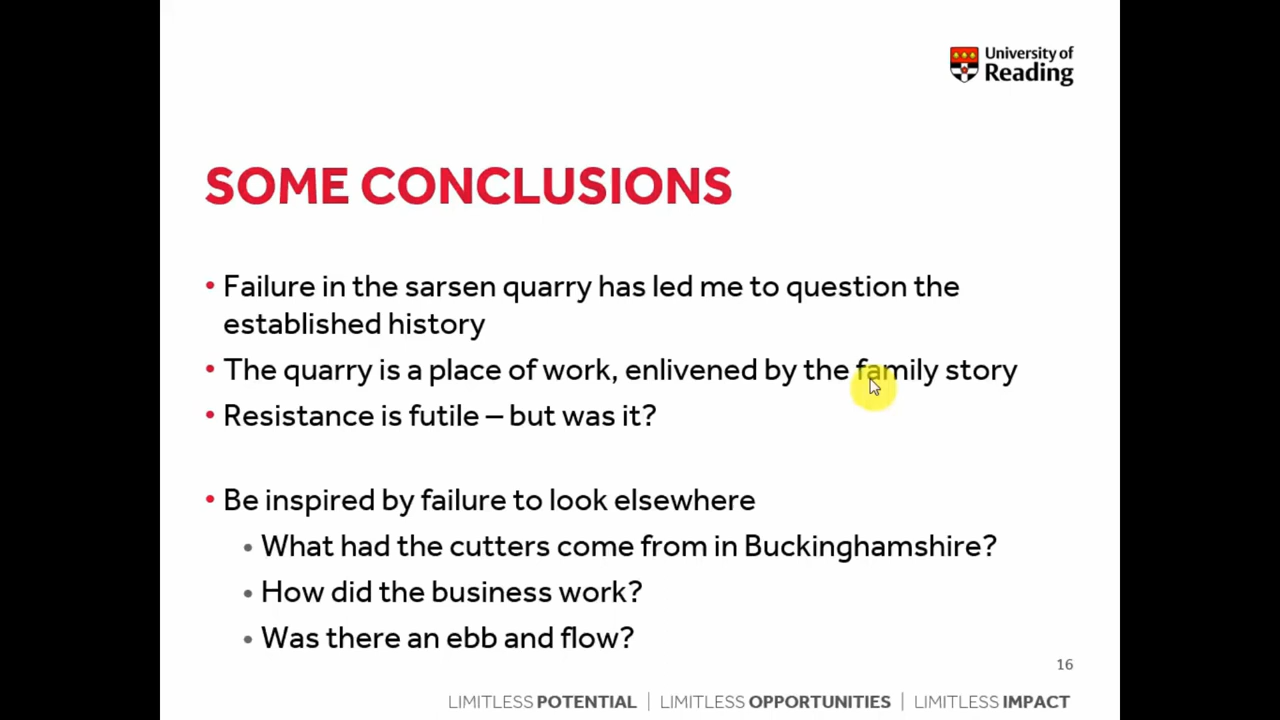 University of
Reading
SOME CONCLUSIONS
• Failure in the sarsen quarry has led me to question the
established history
• The quarry is a place of work, enlivened by the family story
• Resistance is futile – but was it?
• Be inspired by failure to look elsewhere
• What had the cutters come from in Buckinghamshire?
• How did the business work?
• Was there an ebb and flow?
16
LIMITLESS POTENTIAL | LIMITLESS OPPORTUNITIES | LIMITLESS IMPACT